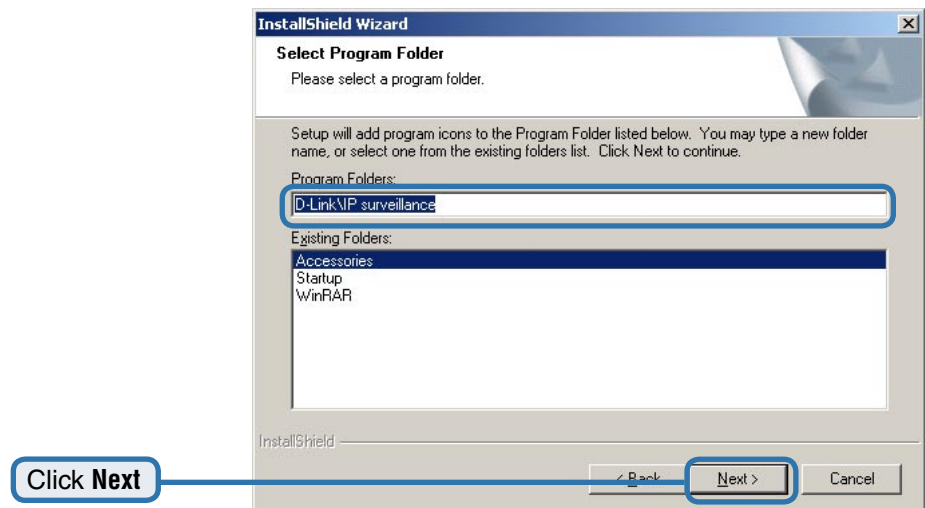 InstallShield Wizard
Select Program Folder
Please select a program folder.
Setup will add program icons to the Program Folder listed below. You may type a new folder
name, or select one from the existing folders list. Click Next to continue.
Program Folders:
D-Link\IP surveillance
Existing Folders:
Accessories
Startup
WinRAR
InstallShield
Click Next
< Back
Next >
Cancel